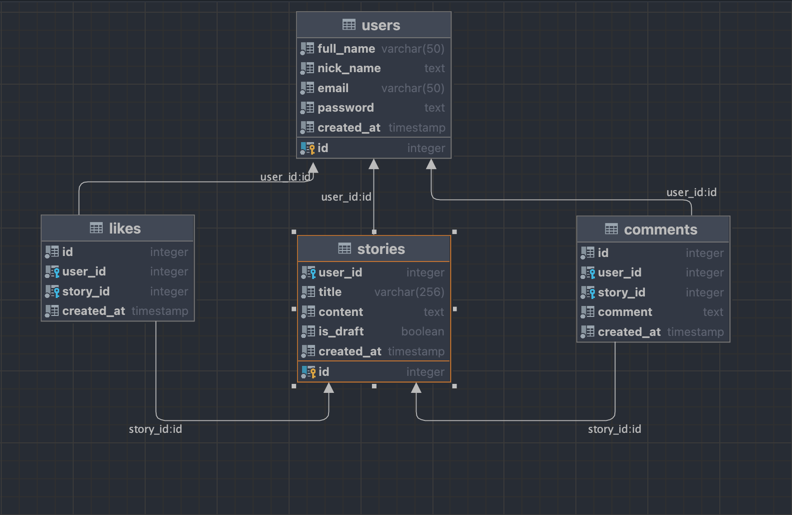 users
full_name varchar(50)
nick_name text
email varchar(50)
password text
created_at timestamp
id integer
user_id:id
user_id:id
user_id:id
likes
id integer
user_id integer
story_id integer
created_at timestamp
stories
user_id integer
title varchar(256)
content text
is_draft boolean
created_at timestamp
id integer
comments
id integer
user_id integer
story_id integer
comment text
created_at timestamp
story_id:id
story_id:id